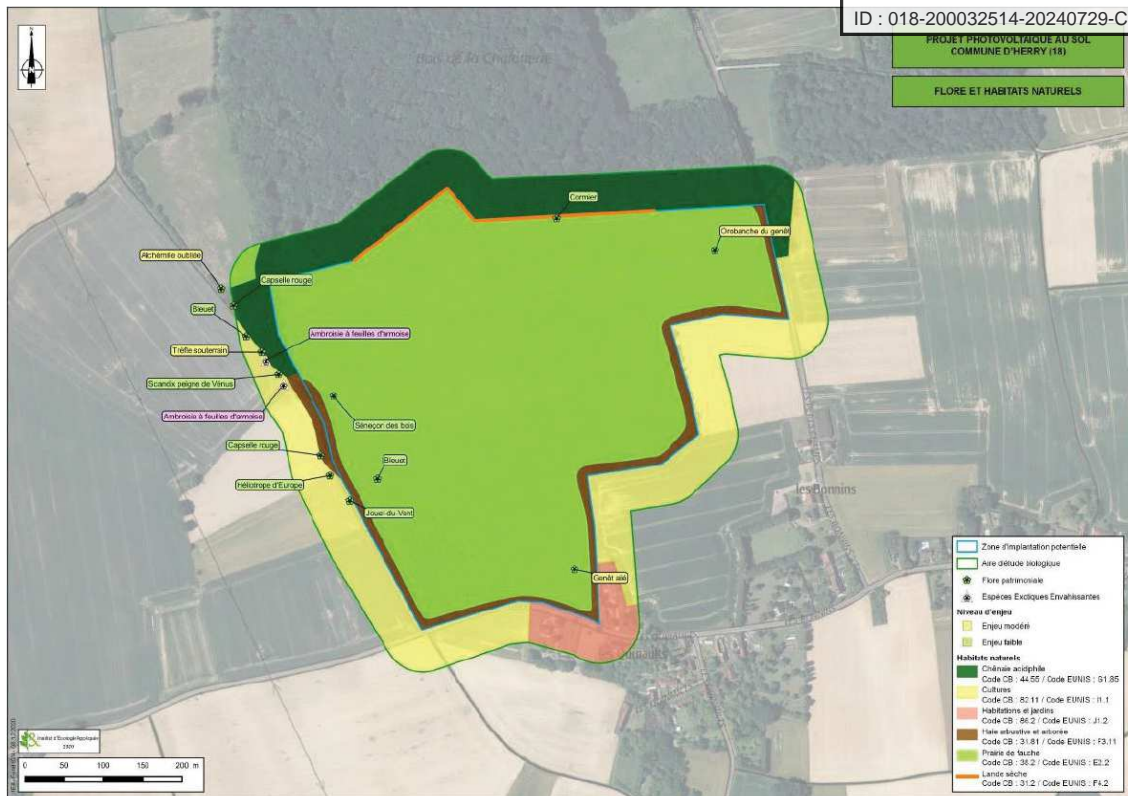 ID : 018-200032514-20240729-C
PROJET PHOTOVOLTAIQUE AU SOL
COMMUNE D'HERRY (18)
FLORE ET HABITATS NATURELS
Cormier
Orobanche du genêt
Alchémille oubliée
Capselle rouge
Bleuet
Ambroisie à feuilles d'armoise
Trèfle souterrain
Scandix peigne de Vénus
Ambroisie à feuilles d'armoise
Séneçon des bois
Capselle rouge
Bleuet
Héliotrope d'Europe
Jouet-du-Vent
les Bonnins
Genêt ailé
Zone d'implantation potentielle
Aire d'étude biologique
Flore patrimoniale
Espèces Exotiques Envahissantes
Niveau d'enjeu
Enjeu modéré
Enjeu faible
Habitats naturels
Chênaie acidiphile
Code CB : 44.55 / Code EUNIS : G1.85
Cultures
Code CB : 82.11 / Code EUNIS : I1.1
Habitations et jardins
Code CB : 86.2 / Code EUNIS : J1.2
Haie arbustive et arborée
Code CB : 31.81 / Code EUNIS : F3.11
Prairie de fauche
Code CB : 38.2 / Code EUNIS : E2.2
Lande sèche
Code CB : 31.2 / Code EUNIS : F4.2
Institut d'Écologie Appliquée
0 50 100 150 200 m